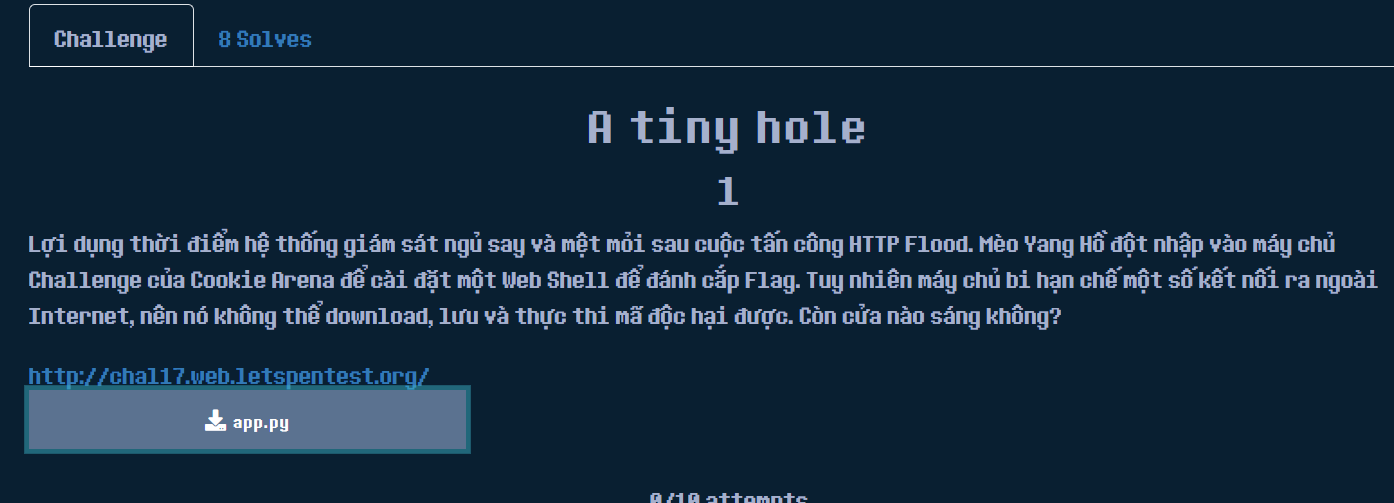 Challenge
8 Solves
A tiny hole
1
Lợi dụng thời điểm hệ thống giám sát ngủ say và mệt mỏi sau cuộc tấn công HTTP Flood. Mèo Yang Hồ đột nhập vào máy chủ
Challenge của Cookie Arena để cài đặt một Web Shell để đánh cắp Flag. Tuy nhiên máy chủ bi hạn chế một số kết nối ra ngoài
Internet, nên nó không thể download, lưu và thực thi mã độc hại được. Còn cửa nào sáng không?
http://chal17.web.letspentest.org/
app.py
0/10 attempts